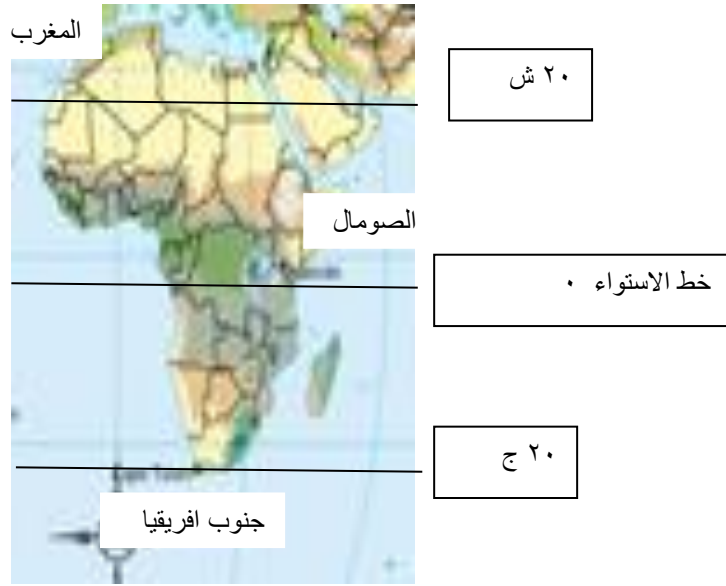 المغرب
٢٠ ش
الصومال
خط الاستواء ٠
٢٠ ج
جنوب افريقيا